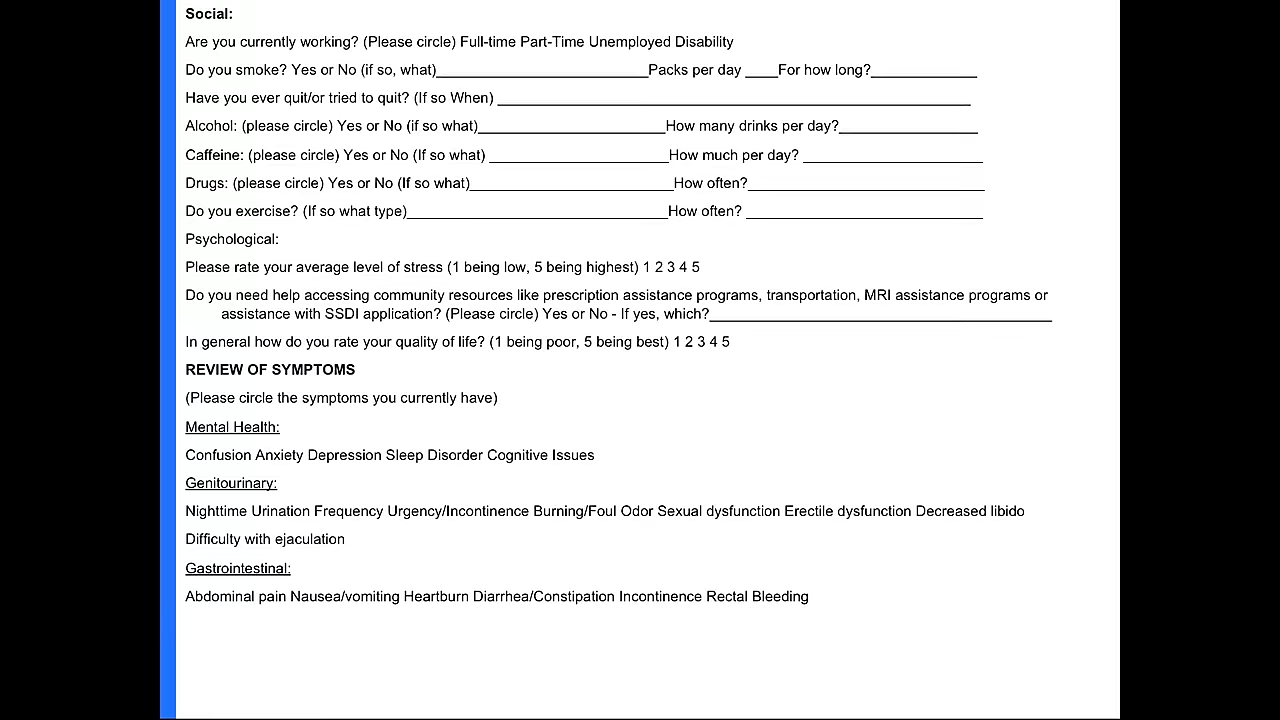 Social:
Are you currently working? (Please circle) Full-time Part-Time Unemployed Disability
Do you smoke? Yes or No (if so, what)__________________________Packs per day ____For how long?_____________
Have you ever quit/or tried to quit? (If so When) __________________________________________________________
Alcohol: (please circle) Yes or No (if so what)_______________________How many drinks per day?_________________
Caffeine: (please circle) Yes or No (If so what) ______________________How much per day? ______________________
Drugs: (please circle) Yes or No (If so what)_________________________How often?_____________________________
Do you exercise? (If so what type)________________________________How often? _____________________________
Psychological:
Please rate your average level of stress (1 being low, 5 being highest) 1 2 3 4 5
Do you need help accessing community resources like prescription assistance programs, transportation, MRI assistance programs or
assistance with SSDI application? (Please circle) Yes or No - If yes, which?__________________________________________
In general how do you rate your quality of life? (1 being poor, 5 being best) 1 2 3 4 5
REVIEW OF SYMPTOMS
(Please circle the symptoms you currently have)
Mental Health:
Confusion Anxiety Depression Sleep Disorder Cognitive Issues
Genitourinary:
Nighttime Urination Frequency Urgency/Incontinence Burning/Foul Odor Sexual dysfunction Erectile dysfunction Decreased libido
Difficulty with ejaculation
Gastrointestinal:
Abdominal pain Nausea/vomiting Heartburn Diarrhea/Constipation Incontinence Rectal Bleeding